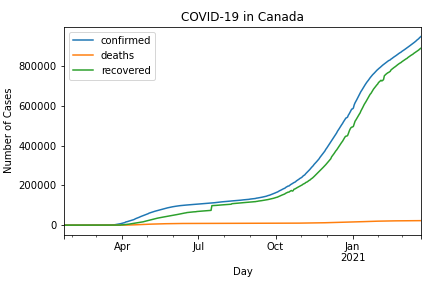 COVID-19 in Canada
confirmed
deaths
recovered
800000
600000
400000
200000
0
Number of Cases
Apr
Jul
Oct
Jan
2021
Day